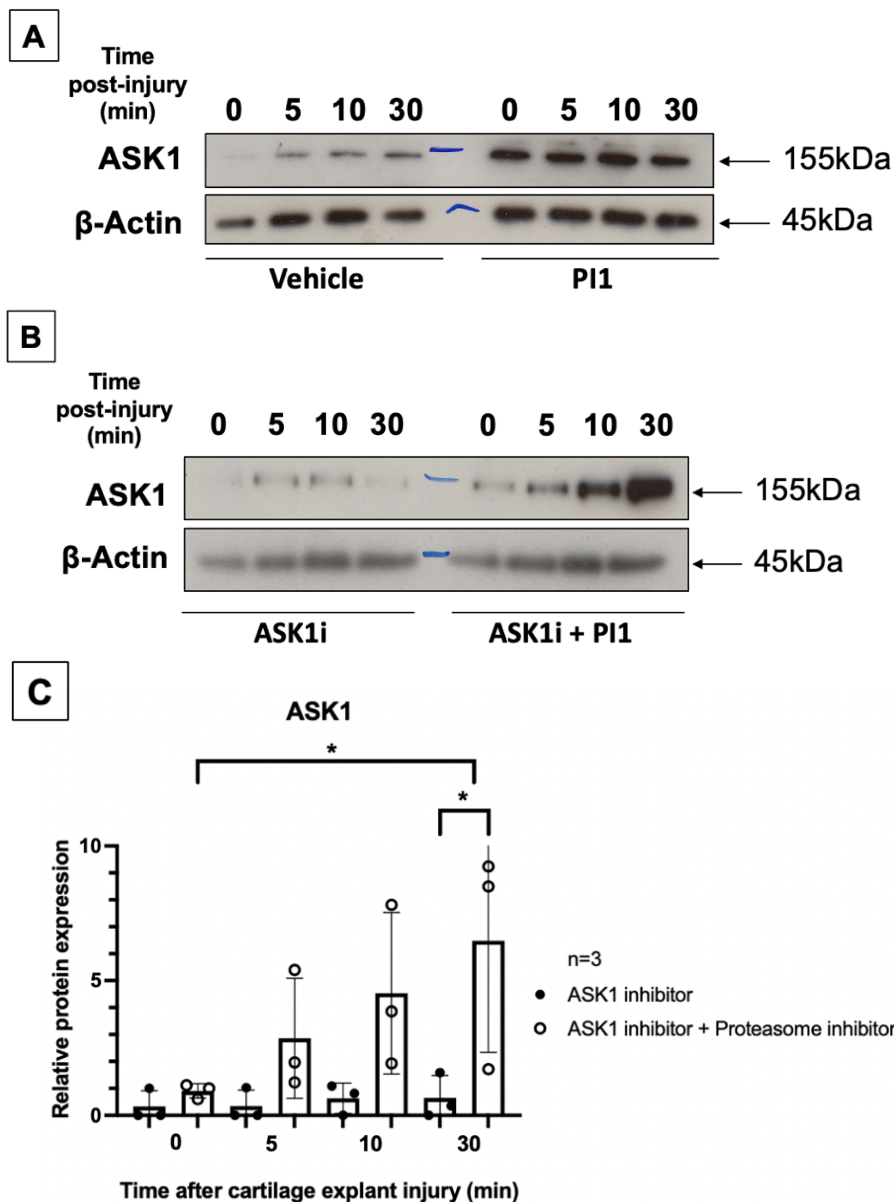 A
Time
post-injury
(min)
0 5 10 30 0 5 10 30
ASK1
155kDa
β-Actin
45kDa
Vehicle PI1
B
Time
post-injury
(min)
0 5 10 30 0 5 10 30
ASK1
155kDa
β-Actin
45kDa
ASK1i ASK1i + PI1
C
ASK1
*
*
10
5
0
Relative protein expression
n=3
ASK1 inhibitor
ASK1 inhibitor + Proteasome inhibitor
0 5 10 30
Time after cartilage explant injury (min)